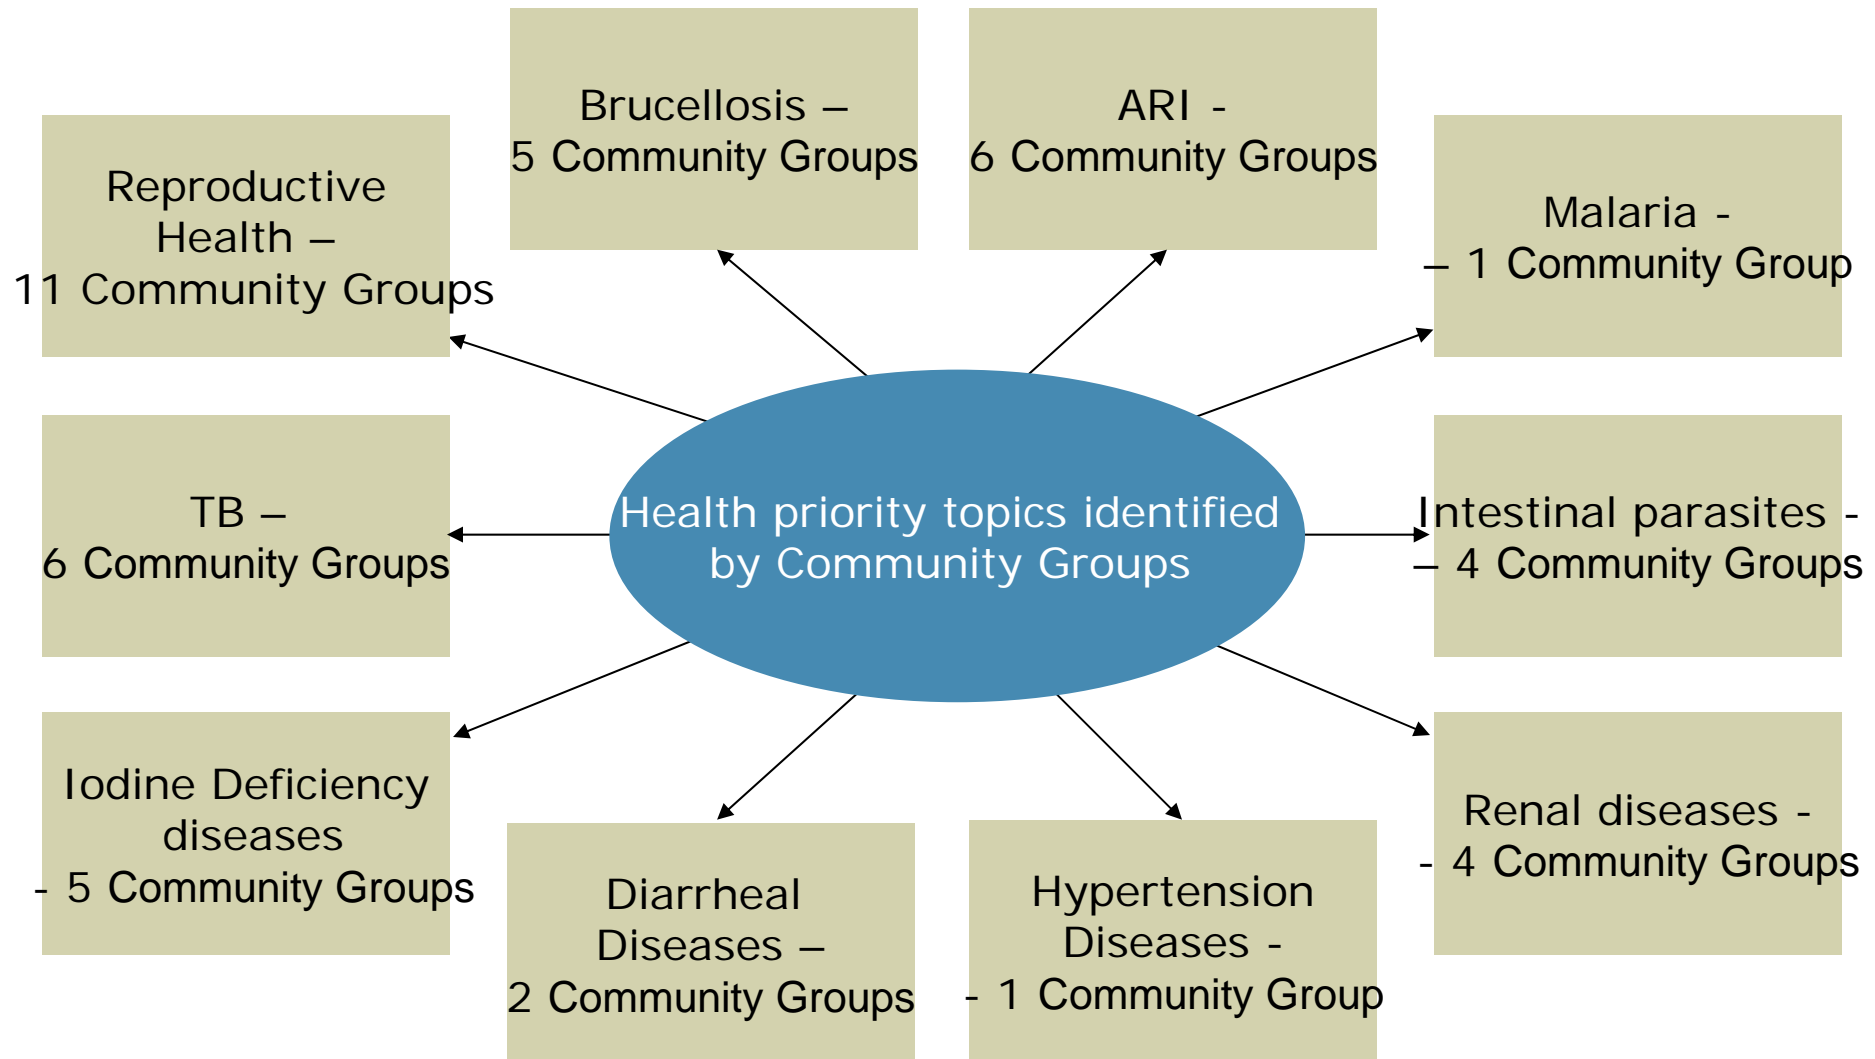 Brucellosis –
5 Community Groups
ARI -
6 Community Groups
Reproductive
Health –
11 Community Groups
Malaria -
– 1 Community Group
TB –
6 Community Groups
Health priority topics identified
by Community Groups
Intestinal parasites -
– 4 Community Groups
Iodine Deficiency
diseases
- 5 Community Groups
Diarrheal
Diseases –
2 Community Groups
Hypertension
Diseases -
- 1 Community Group
Renal diseases -
- 4 Community Groups